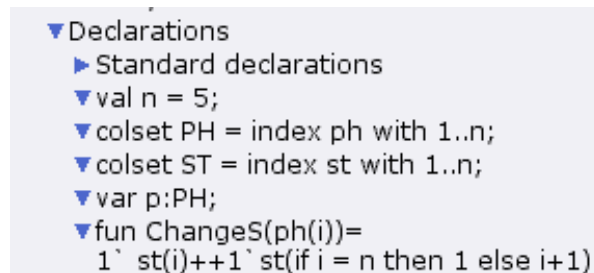 Declarations
Standard declarations
val n = 5;
colset PH = index ph with 1..n;
colset ST = index st with 1..n;
var p:PH;
fun ChangeS(ph(i))=
1` st(i)++1`st(if i = n then 1 else i+1)